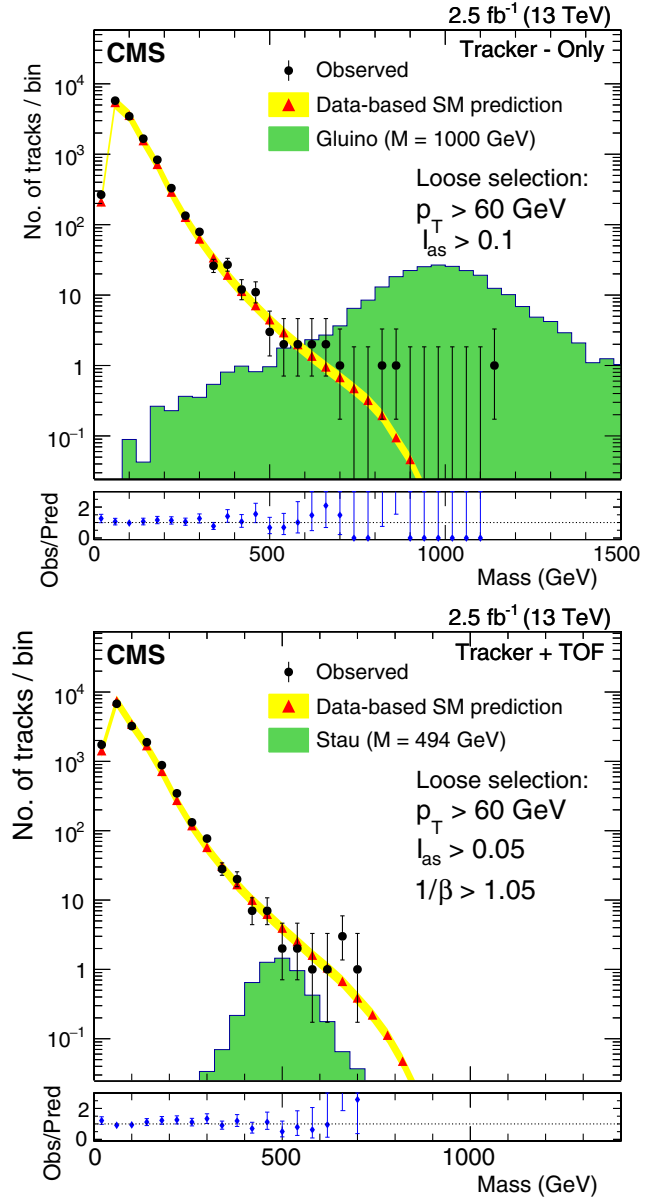 2.5 fb⁻¹ (13 TeV)
CMS
Tracker - Only
Observed
Data-based SM prediction
Gluino (M = 1000 GeV)
Loose selection:
p_T > 60 GeV
I_as > 0.1
No. of tracks / bin
10⁴
10³
10²
10
1
10⁻¹
Obs/Pred
2
0
0 500 1000 1500
Mass (GeV)
2.5 fb⁻¹ (13 TeV)
CMS
Tracker + TOF
Observed
Data-based SM prediction
Stau (M = 494 GeV)
Loose selection:
p_T > 60 GeV
I_as > 0.05
1/β > 1.05
No. of tracks / bin
10⁴
10³
10²
10
1
10⁻¹
Obs/Pred
2
0
0 500 1000
Mass (GeV)